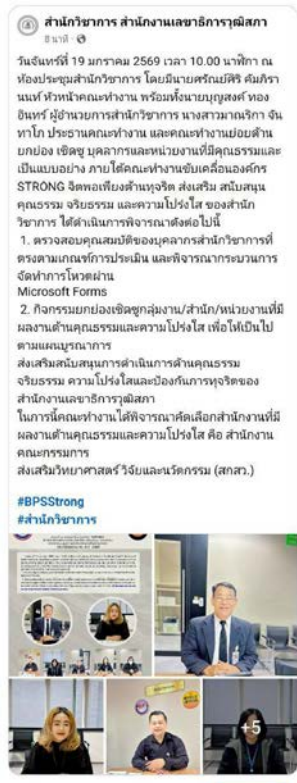 สำนักวิชาการ สำนักงานเลขาธิการวุฒิสภา
8 นาที ·
วันจันทร์ที่ 19 มกราคม 2569 เวลา 10.00 นาฬิกา ณ
ห้องประชุมสำนักวิชาการ โดยมีนายศรัณย์ศิริ คัมภิรา
นนท์ หัวหน้าคณะทำงาน พร้อมทั้งนายบุญสงค์ ทอง
อินทร์ ผู้อำนวยการสำนักวิชาการ นางสาวมาณริกา จัน
ทาโภ ประธานคณะทำงาน และคณะทำงานย่อยด้าน
ยกย่อง เชิดชู บุคลากรและหน่วยงานที่มีคุณธรรมและ
เป็นแบบอย่าง ภายใต้คณะทำงานขับเคลื่อนองค์กร
STRONG จิตพอเพียงต้านทุจริต ส่งเสริม สนับสนุน
คุณธรรม จริยธรรม และความโปร่งใส ของสำนัก
วิชาการ ได้ดำเนินการพิจารณาดังต่อไปนี้
1. ตรวจสอบคุณสมบัติของบุคลากรสำนักวิชาการที่
ตรงตามเกณฑ์การประเมิน และพิจารณากระบวนการ
จัดทำการโหวตผ่าน
Microsoft Forms
2. กิจกรรมยกย่องเชิดชูกลุ่มงาน/สำนัก/หน่วยงานที่มี
ผลงานด้านคุณธรรมและความโปร่งใส เพื่อให้เป็นไป
ตามแผนบูรณาการ
ส่งเสริมสนับสนุนการดำเนินการด้านคุณธรรม
จริยธรรม ความโปร่งใสและป้องกันการทุจริตของ
สำนักงานเลขาธิการวุฒิสภา
ในการนี้คณะทำงานได้พิจารณาคัดเลือกสำนักงานที่มี
ผลงานด้านคุณธรรมและความโปร่งใส คือ สำนักงาน
คณะกรรมการ
ส่งเสริมวิทยาศาสตร์ วิจัยและนวัตกรรม (สกสว.)
#BPSStrong
#สำนักวิชาการ
+5